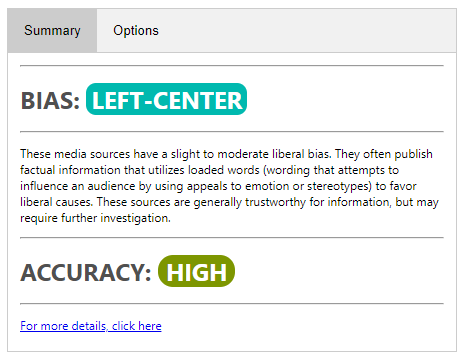 Summary Options
BIAS: LEFT-CENTER
These media sources have a slight to moderate liberal bias. They often publish
factual information that utilizes loaded words (wording that attempts to
influence an audience by using appeals to emotion or stereotypes) to favor
liberal causes. These sources are generally trustworthy for information, but may
require further investigation.
ACCURACY: HIGH
For more details, click here